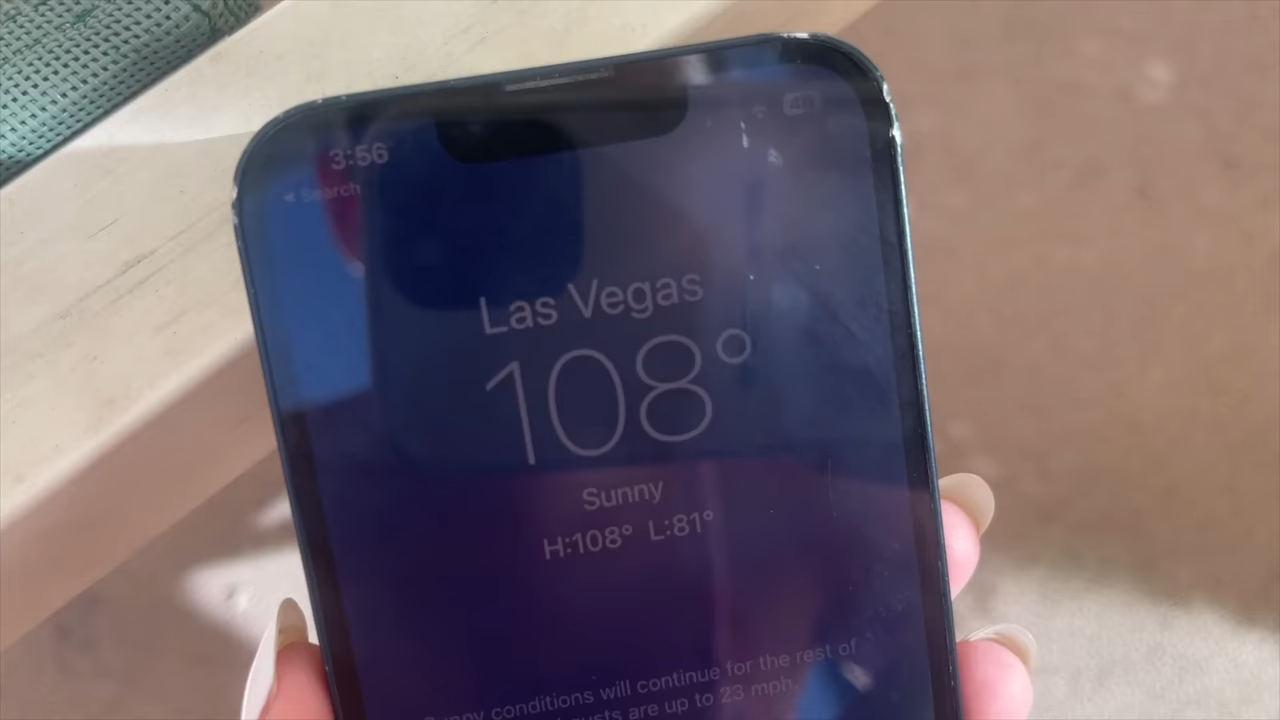 3:56
◀ Search
Las Vegas
108°
Sunny
H:108° L:81°
Sunny conditions will continue for the rest of
gusts are up to 23 mph.